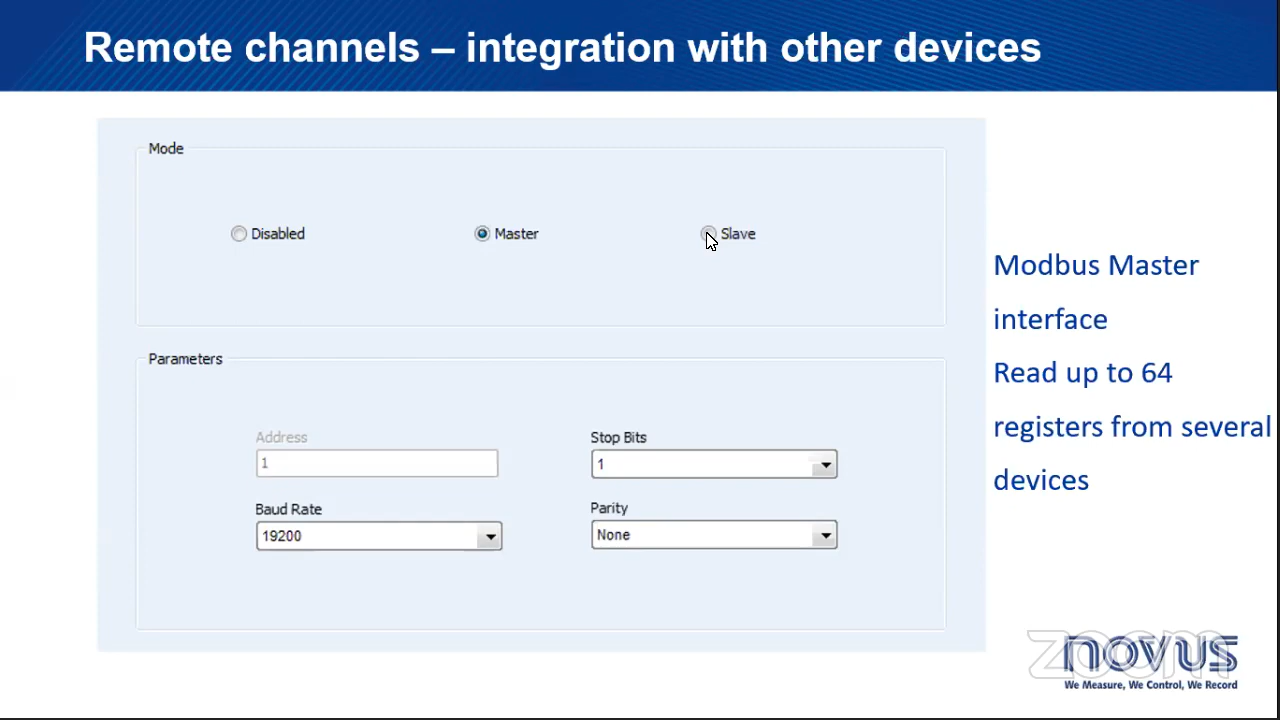 Remote channels – integration with other devices
Mode
Disabled
Master
Slave
Modbus Master
interface
Read up to 64
registers from several
devices
Parameters
Address
1
Stop Bits
1
Baud Rate
19200
Parity
None
zoom
novus
We Measure, We Control, We Record